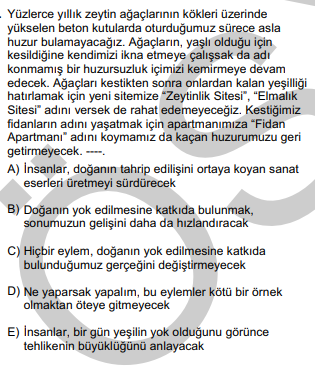 . Yüzlerce yıllık zeytin ağaçlarının kökleri üzerinde
yükselen beton kutularda oturduğumuz sürece asla
huzur bulamayacağız. Ağaçların, yaşlı olduğu için
kesildiğine kendimizi ikna etmeye çalışsak da adı
konmamış bir huzursuzluk içimizi kemirmeye devam
edecek. Ağaçları kestikten sonra onlardan kalan yeşilliği
hatırlamak için yeni sitemize “Zeytinlik Sitesi”, “Elmalık
Sitesi” adını versek de rahat edemeyeceğiz. Kestiğimiz
fidanların adını yaşatmak için apartmanımıza “Fidan
Apartmanı” adını koymamız da kaçan huzurumuzu geri
getirmeyecek. ----.
A) İnsanlar, doğanın tahrip edilişini ortaya koyan sanat
eserleri üretmeyi sürdürecek
B) Doğanın yok edilmesine katkıda bulunmak,
sonumuzun gelişini daha da hızlandıracak
C) Hiçbir eylem, doğanın yok edilmesine katkıda
bulunduğumuz gerçeğini değiştirmeyecek
D) Ne yaparsak yapalım, bu eylemler kötü bir örnek
olmaktan öteye gitmeyecek
E) İnsanlar, bir gün yeşilin yok olduğunu görünce
tehlikenin büyüklüğünü anlayacak